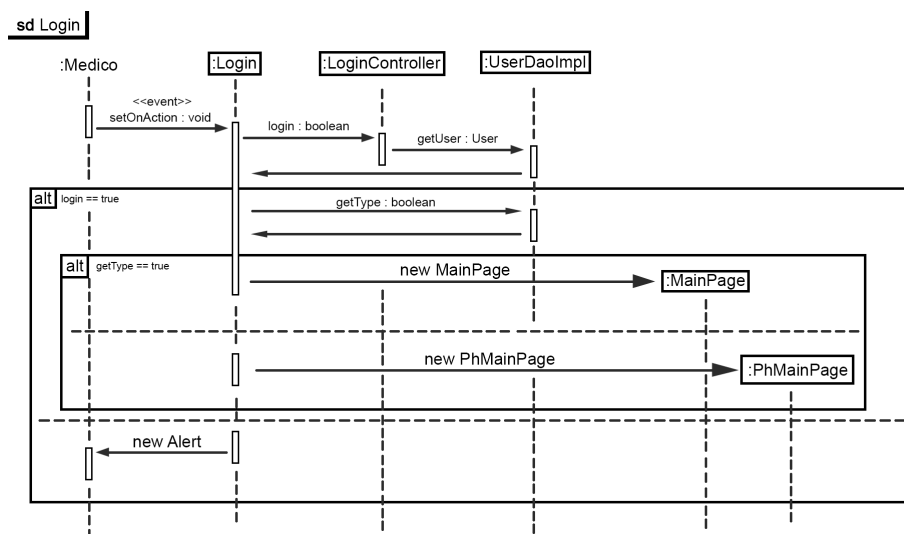 sd Login
:Medico
:Login
:LoginController
:UserDaoImpl
<<event>>
setOnAction : void
login : boolean
getUser : User
alt
login == true
getType : boolean
alt
getType == true
new MainPage
:MainPage
new PhMainPage
:PhMainPage
new Alert